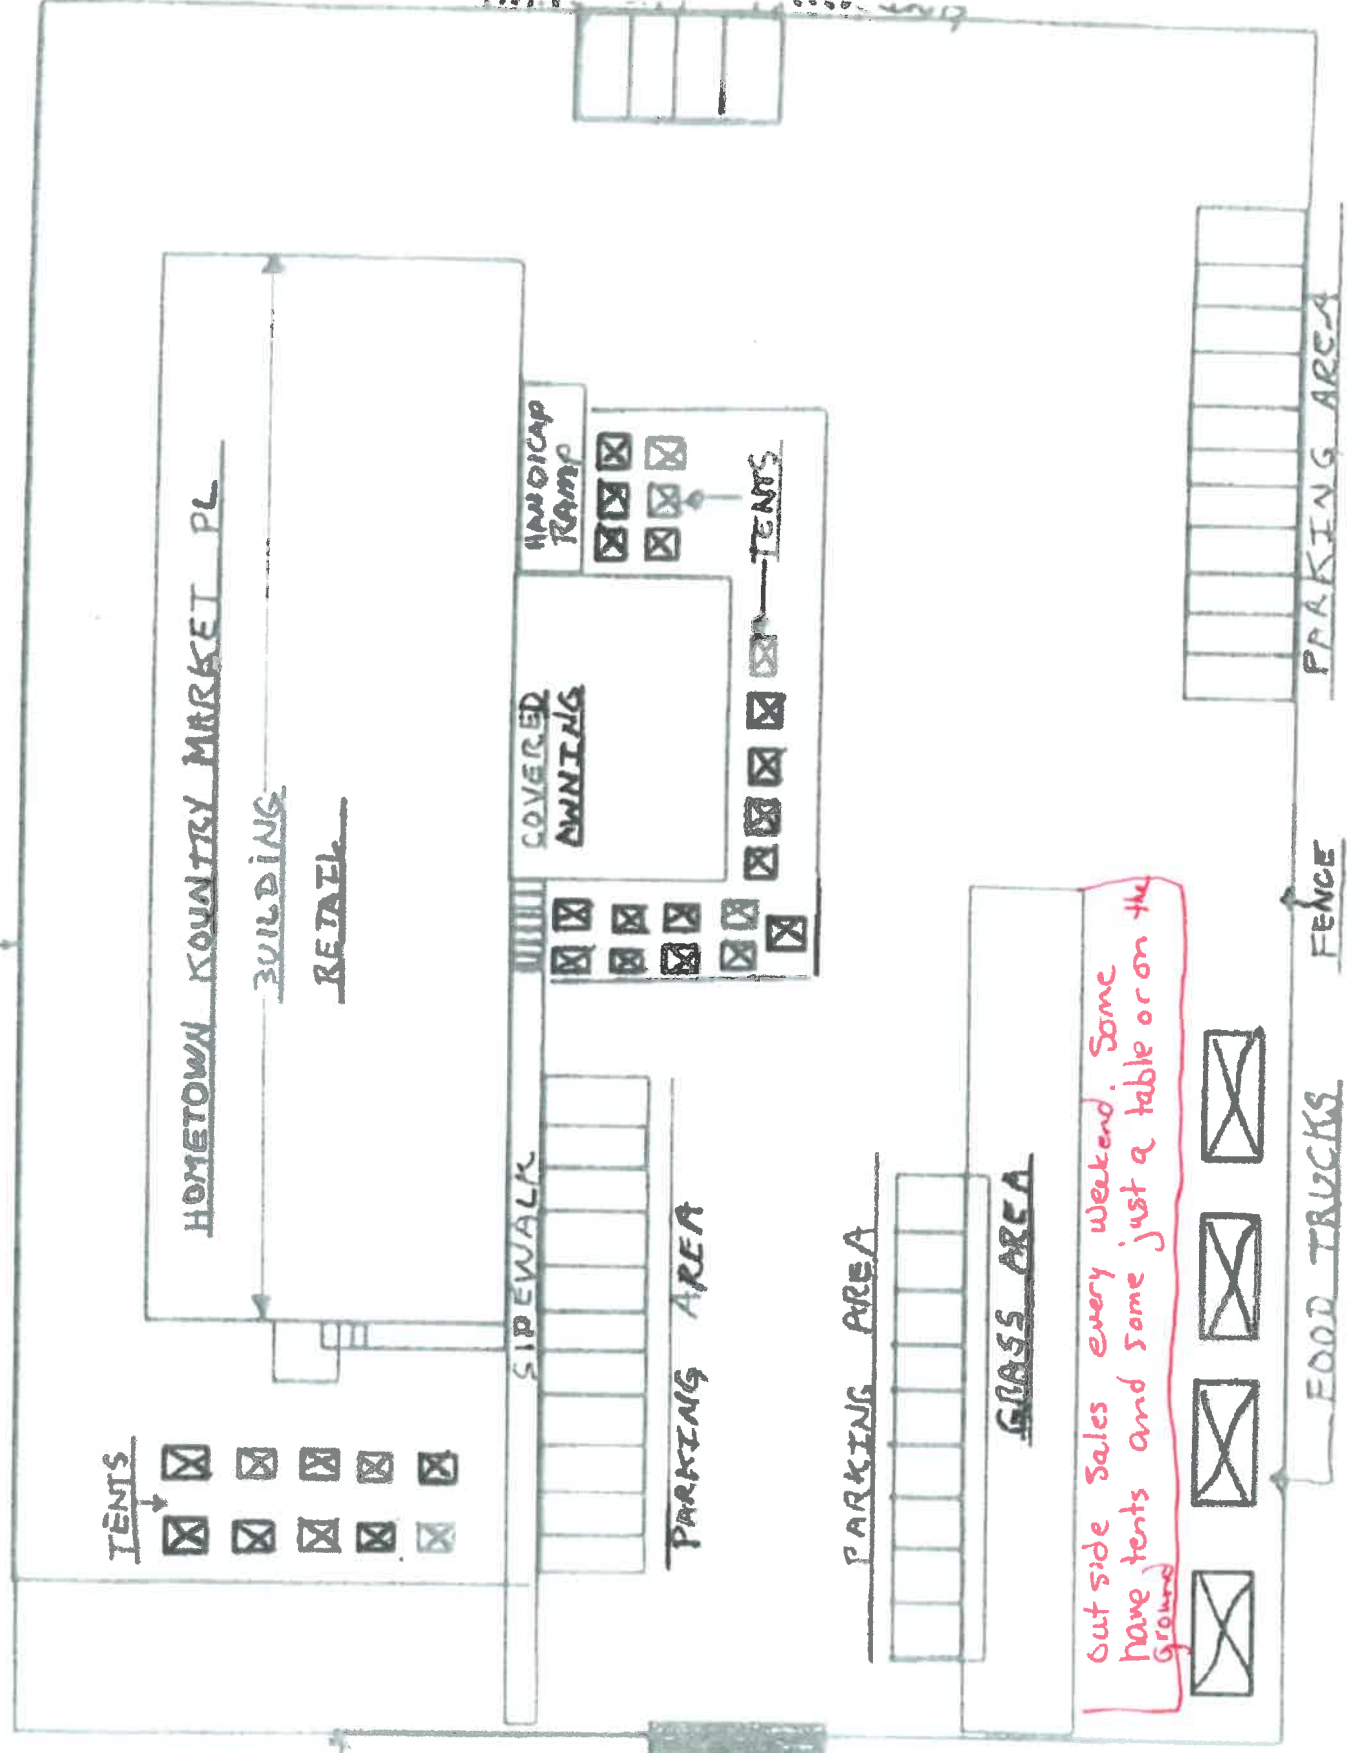 HOMETOWN KOUNTRY MARKET PL
BUILDING
RETAIL
TENTS
SIDEWALK
COVERED
AWNING
HANDICAP
RAMP
TENTS
PARKING AREA
PARKING AREA
GRASS AREA
out side Sales every weekend. Some
have tents and some just a table or on the
Ground
FOOD TRUCKS
FENCE
PARKING AREA